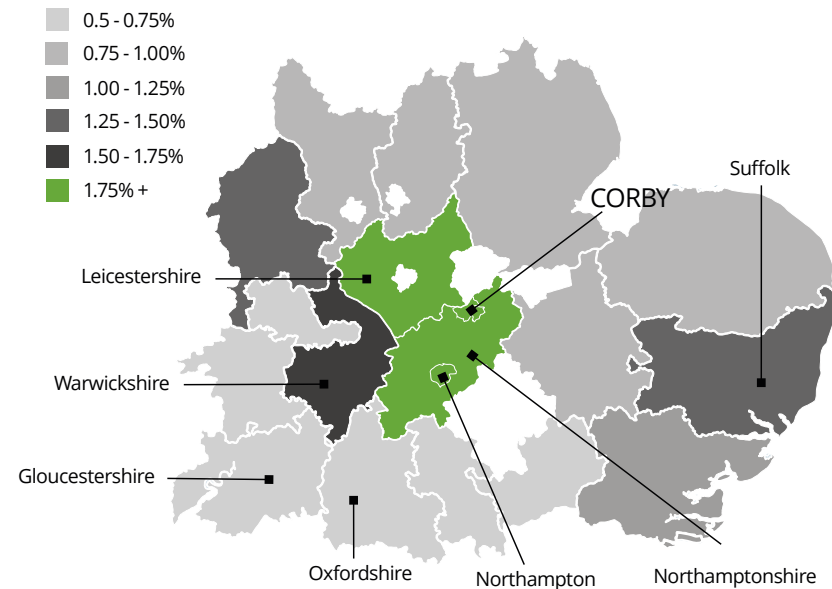 0.5 - 0.75%
0.75 - 1.00%
1.00 - 1.25%
1.25 - 1.50%
1.50 - 1.75%
1.75% +
Suffolk
CORBY
Leicestershire
Warwickshire
Gloucestershire
Oxfordshire
Northampton
Northamptonshire